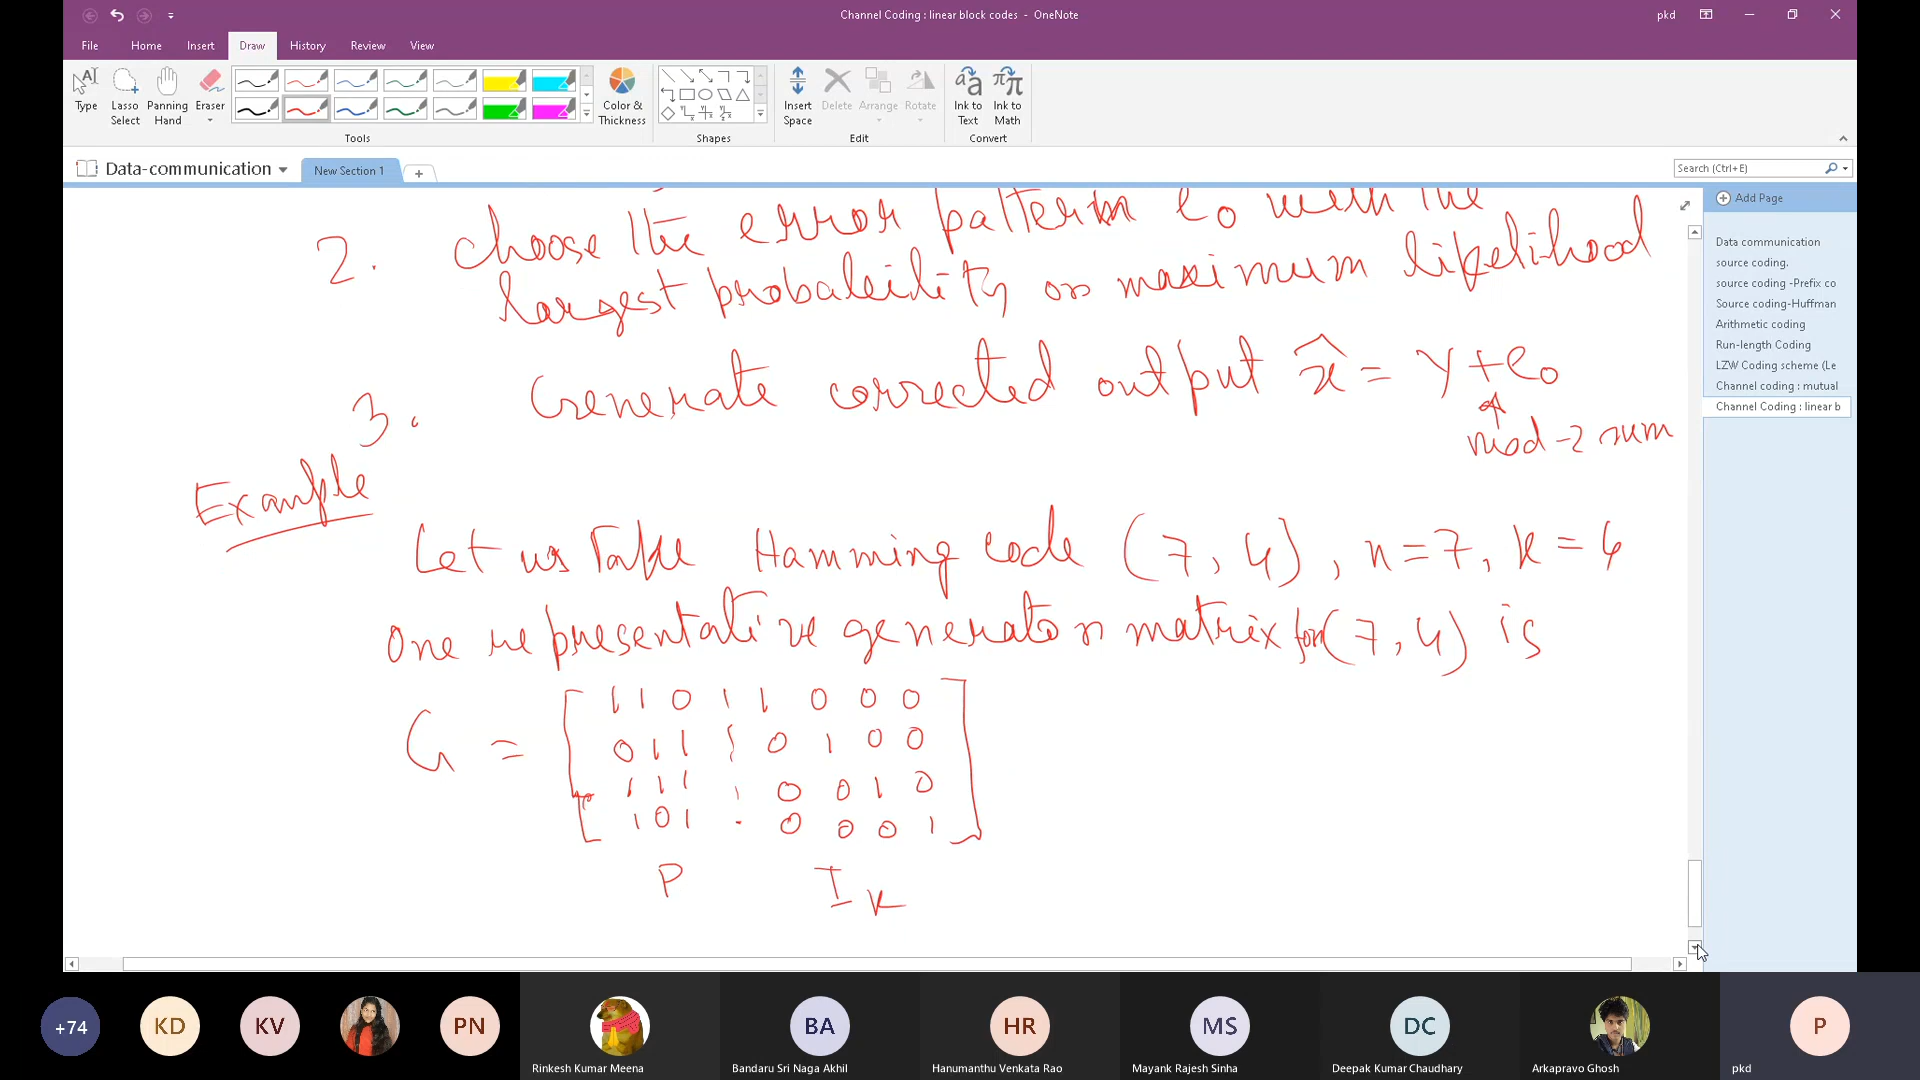 Channel Coding : linear block codes - OneNote
pkd
File Home Insert Draw History Review View
Type
Lasso Select
Panning Hand
Eraser
Color & Thickness
Insert Space
Delete
Arrange
Rotate
Ink to Text
Ink to Math
Tools
Shapes
Edit
Convert
Data-communication
New Section 1
Search (Ctrl+E)
Add Page
Data communication
source coding.
source coding -Prefix co
Source coding-Huffman
Arithmetic coding
Run-length Coding
LZW Coding scheme (Le
Channel coding : mutual
Channel Coding : linear b
2. choose the error pattern e0 with the
largest probability or maximum likelihood
3. Generate corrected output x̂ = y + e0
mod-2 sum
Example
Let us Take Hamming code (7, 4), n=7, k=4
One representative generator matrix for (7, 4) is
G = [ 1 1 0 ¦ 1 0 0 0
0 1 1 ¦ 0 1 0 0
1 1 1 ¦ 0 0 1 0
1 0 1 ¦ 0 0 0 1 ]
P I k
+74
KD
KV
PN
BA
HR
MS
DC
P
Rinkesh Kumar Meena
Bandaru Sri Naga Akhil
Hanumanthu Venkata Rao
Mayank Rajesh Sinha
Deepak Kumar Chaudhary
Arkapravo Ghosh
pkd